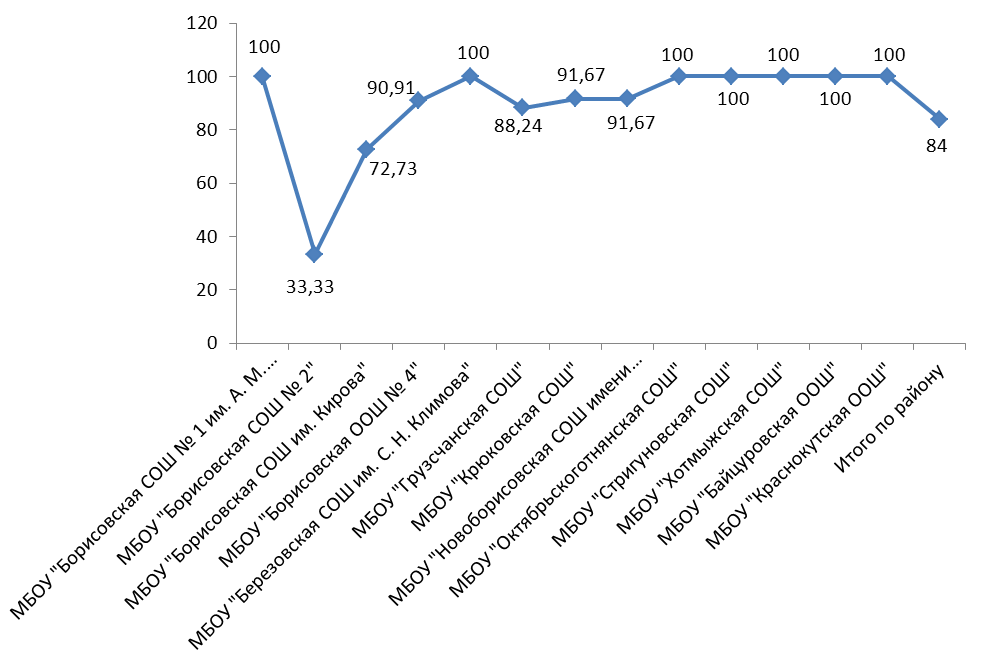 120
100
80
60
40
20
0
100
33,33
72,73
90,91
100
88,24
91,67
91,67
100
100
100
100
100
84
МБОУ "Борисовская СОШ № 1 им. А. М. …
МБОУ "Борисовская СОШ № 2"
МБОУ "Борисовская СОШ им. Кирова"
МБОУ "Борисовская ООШ № 4"
МБОУ "Березовская СОШ им. С. Н. Климова"
МБОУ "Грузсчанская СОШ"
МБОУ "Крюковская СОШ"
МБОУ "Новоборисовская СОШ имени…
МБОУ "Октябрьскоготнянская СОШ"
МБОУ "Стригуновская СОШ"
МБОУ "Хотмыжская СОШ"
МБОУ "Байцуровская ООШ"
МБОУ "Краснокутская ООШ"
Итого по району